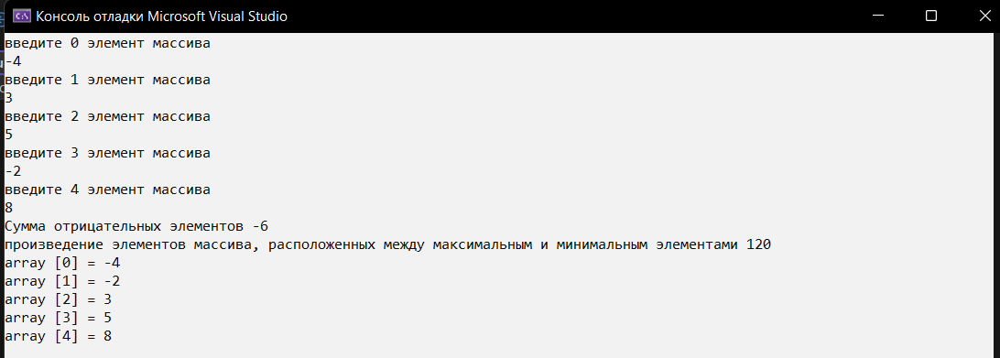 Консоль отладки Microsoft Visual Studio
введите 0 элемент массива
-4
введите 1 элемент массива
3
введите 2 элемент массива
5
введите 3 элемент массива
-2
введите 4 элемент массива
8
Сумма отрицательных элементов -6
произведение элементов массива, расположенных между максимальным и минимальным элементами 120
array [0] = -4
array [1] = -2
array [2] = 3
array [3] = 5
array [4] = 8